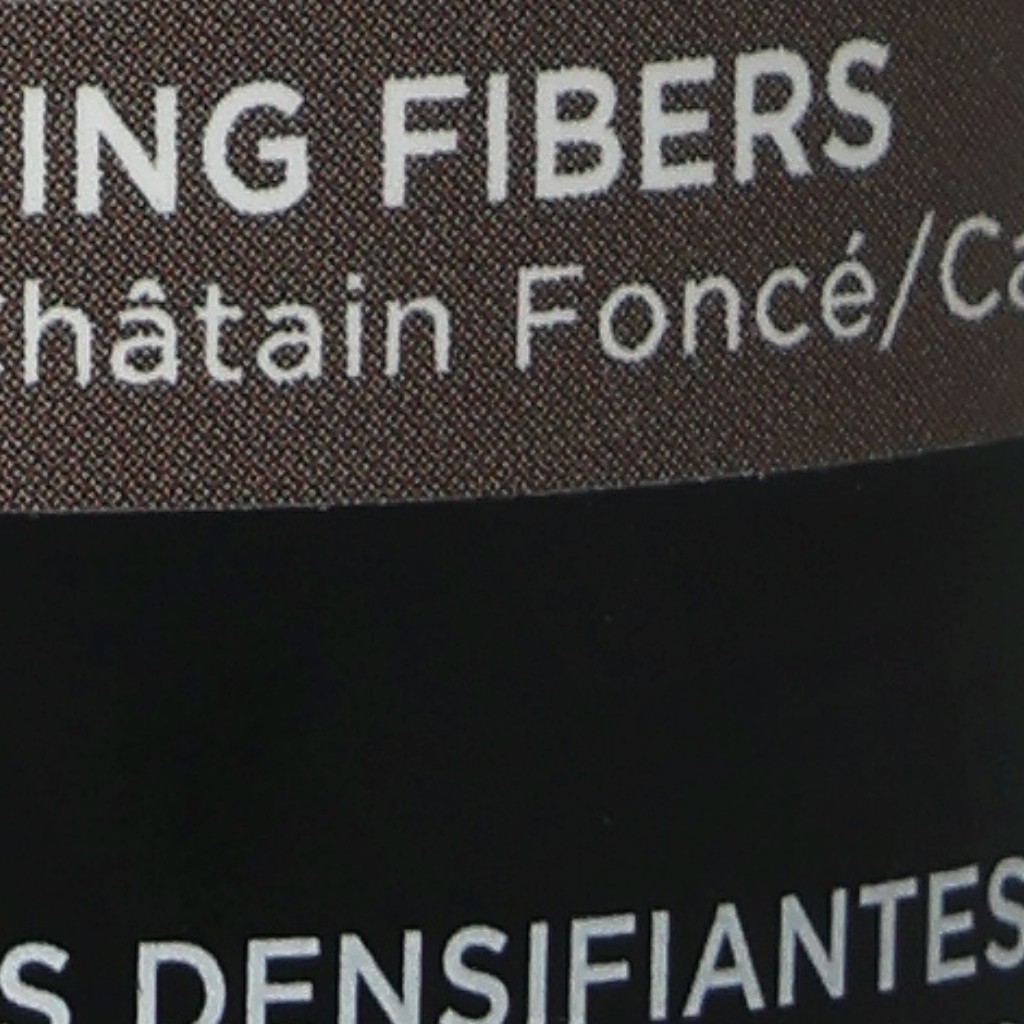 ING FIBERS
hâtain Foncé/Ca
S DENSIFIANTES